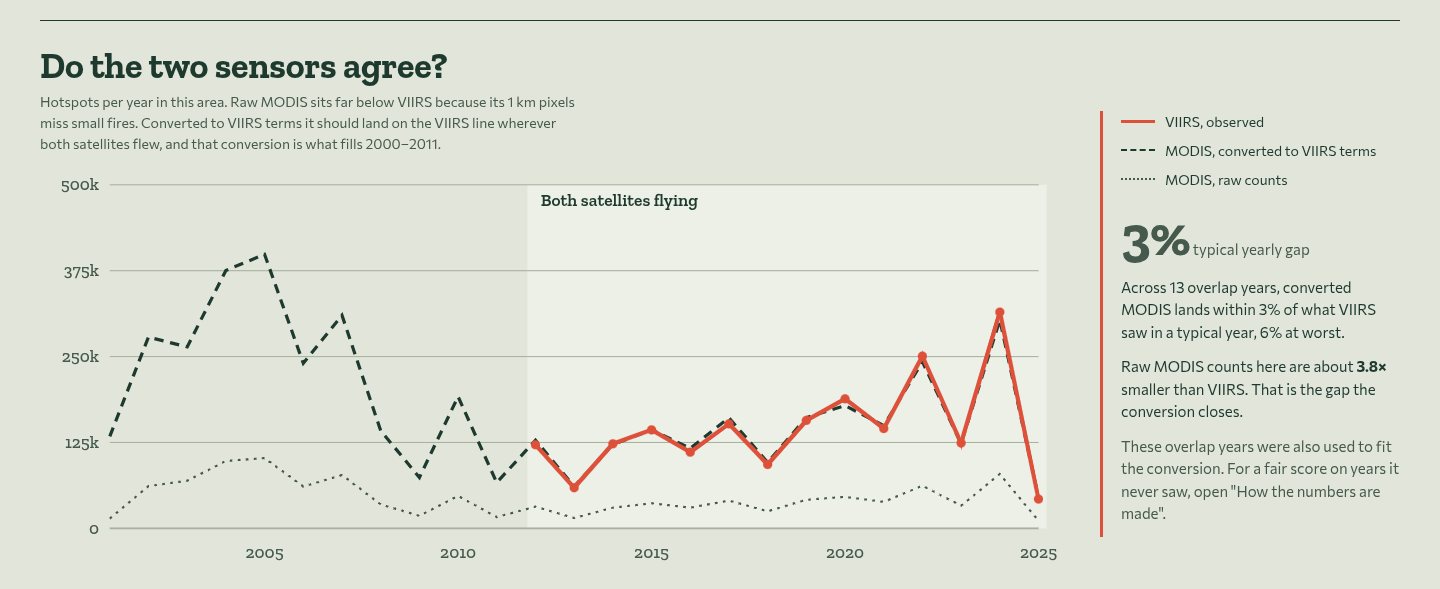 Do the two sensors agree?
Hotspots per year in this area. Raw MODIS sits far below VIIRS because its 1 km pixels
miss small fires. Converted to VIIRS terms it should land on the VIIRS line wherever
both satellites flew, and that conversion is what fills 2000–2011.
500k
375k
250k
125k
0
Both satellites flying
2005
2010
2015
2020
2025
VIIRS, observed
MODIS, converted to VIIRS terms
MODIS, raw counts
3% typical yearly gap
Across 13 overlap years, converted
MODIS lands within 3% of what VIIRS
saw in a typical year, 6% at worst.
Raw MODIS counts here are about 3.8×
smaller than VIIRS. That is the gap the
conversion closes.
These overlap years were also used to fit
the conversion. For a fair score on years it
never saw, open "How the numbers are
made".